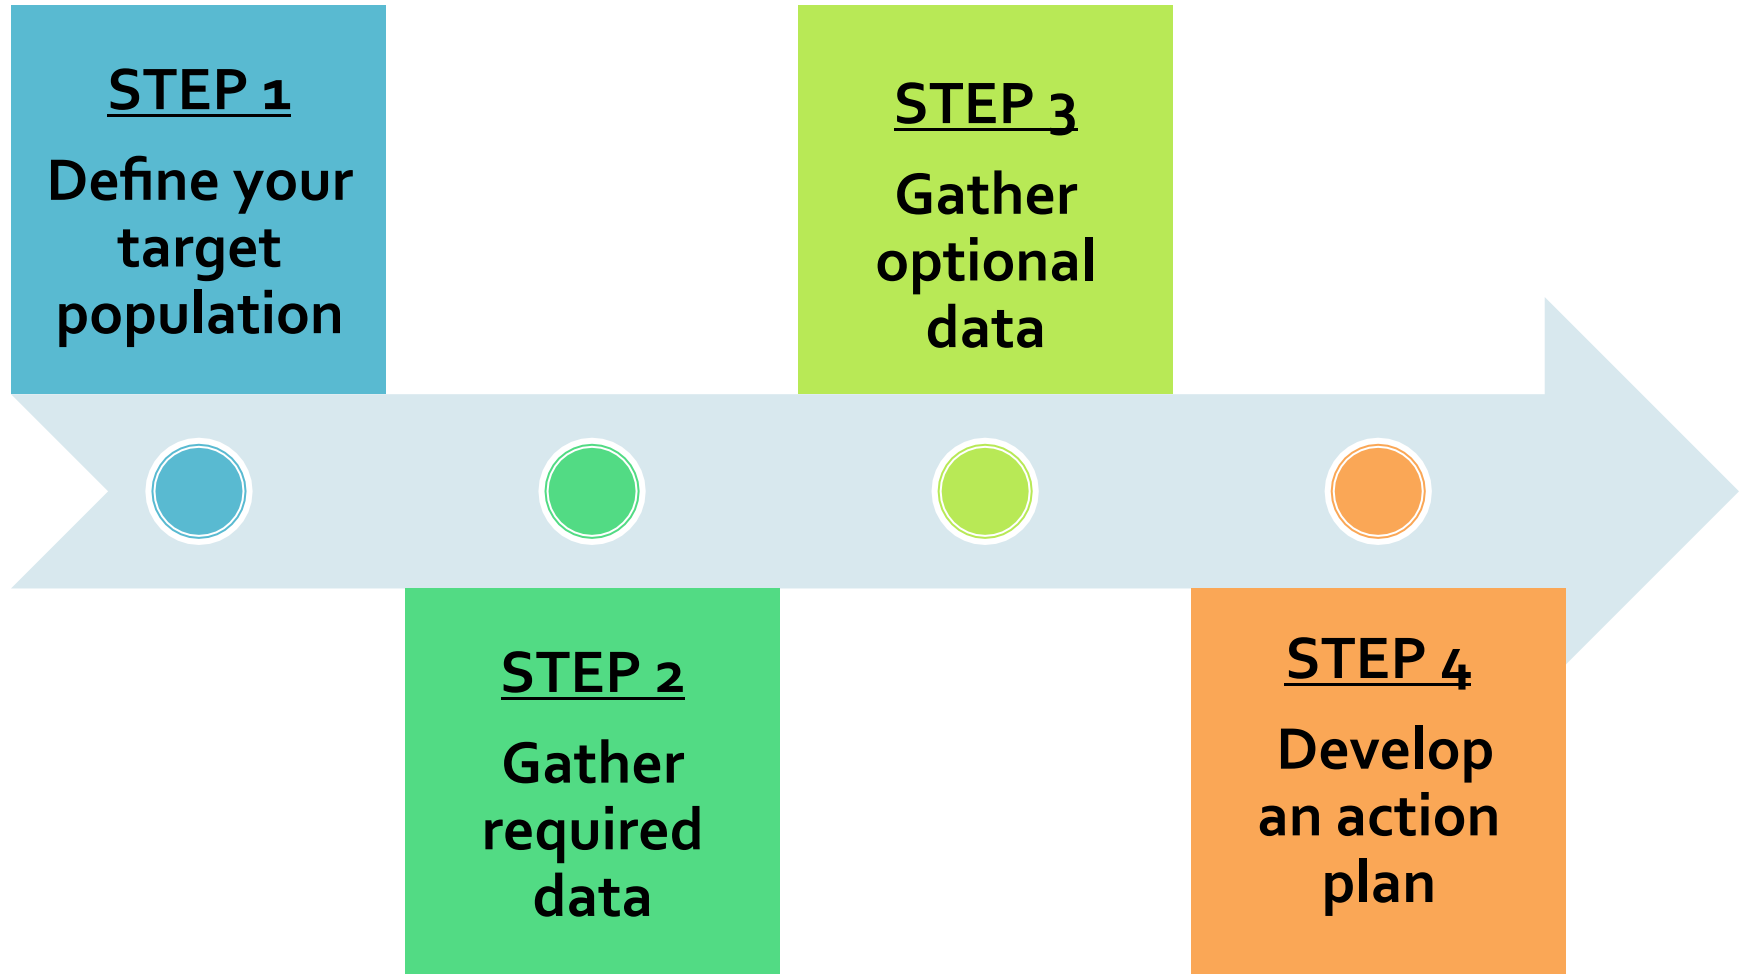 STEP 1
Define your
target
population
STEP 2
Gather
required
data
STEP 3
Gather
optional
data
STEP 4
Develop
an action
plan